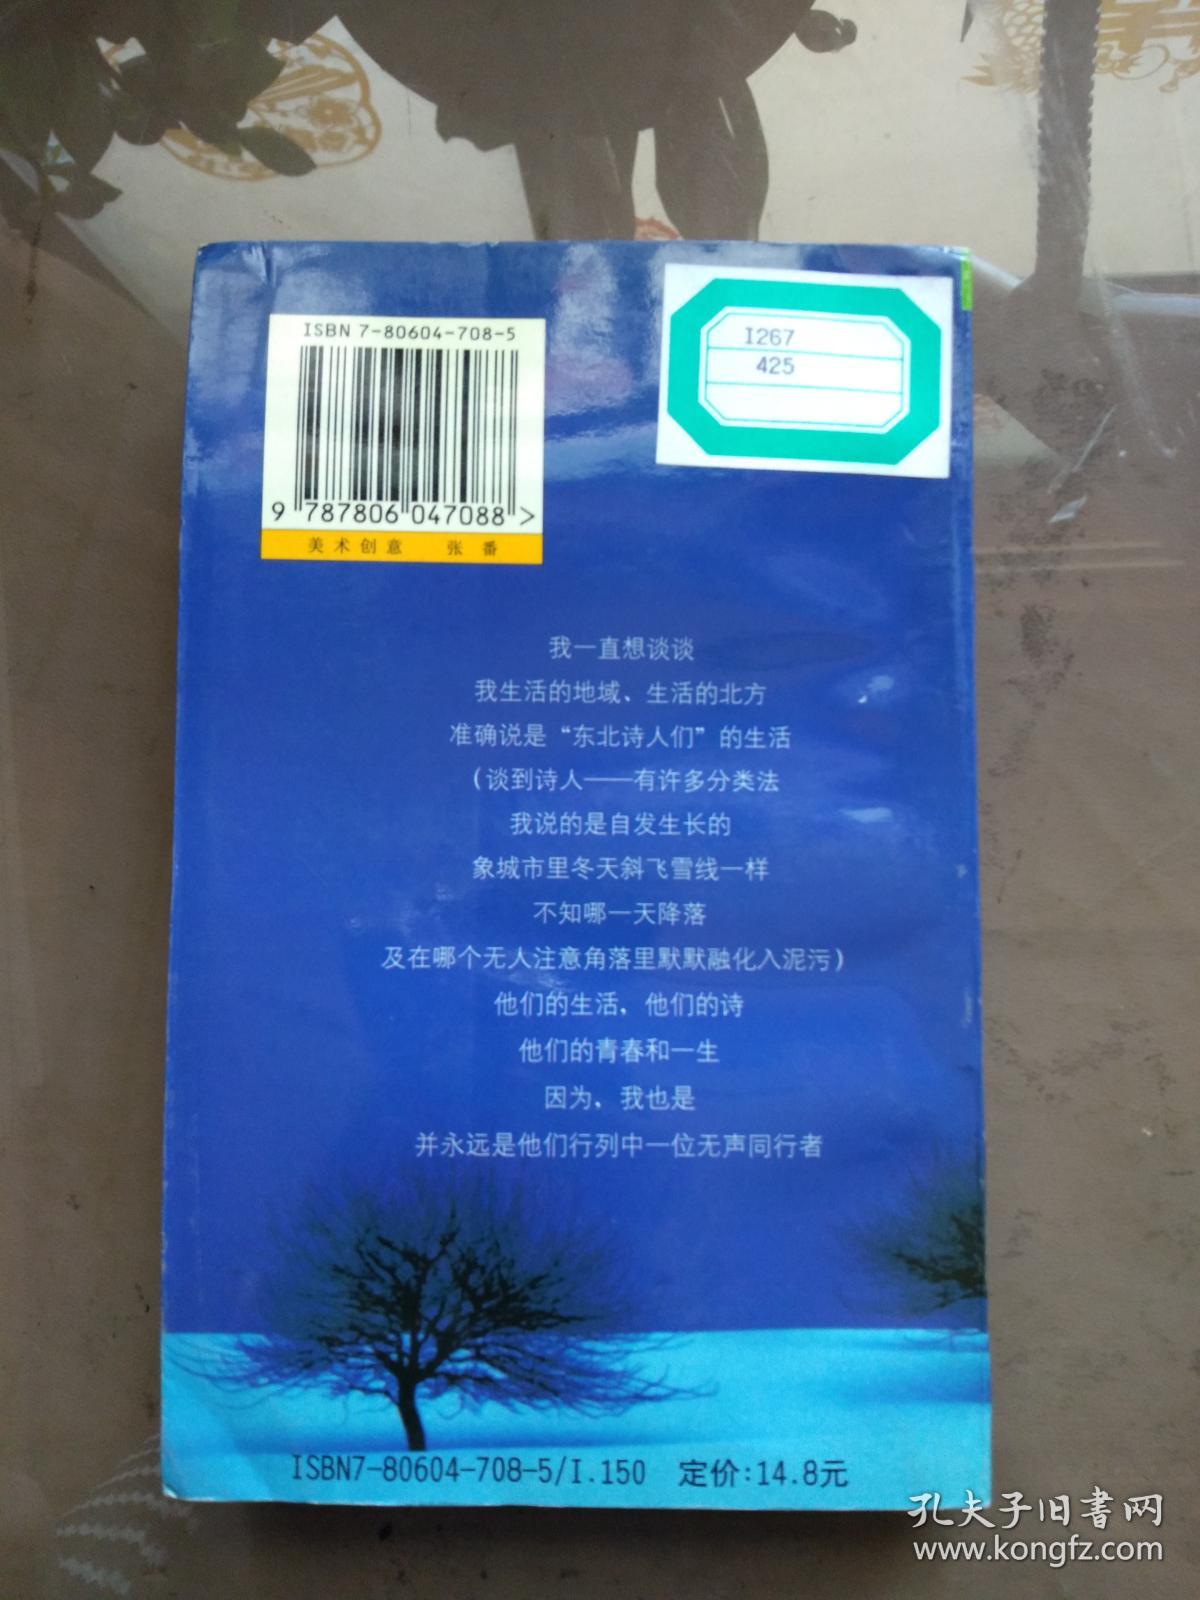 ISBN 7-80604-708-5
9 787806 047088 >
美术创意 张番
I267
425
我一直想谈谈
我生活的地域、生活的北方
准确说是“东北诗人们”的生活
(谈到诗人——有许多分类法
我说的是自发生长的
象城市里冬天斜飞雪线一样
不知哪一天降落
及在哪个无人注意角落里默默融化入泥污)
他们的生活，他们的诗
他们的青春和一生
因为，我也是
并永远是他们行列中一位无声同行者
ISBN7-80604-708-5/I.150 定价:14.8元
孔夫子旧书网
www.kongfz.com